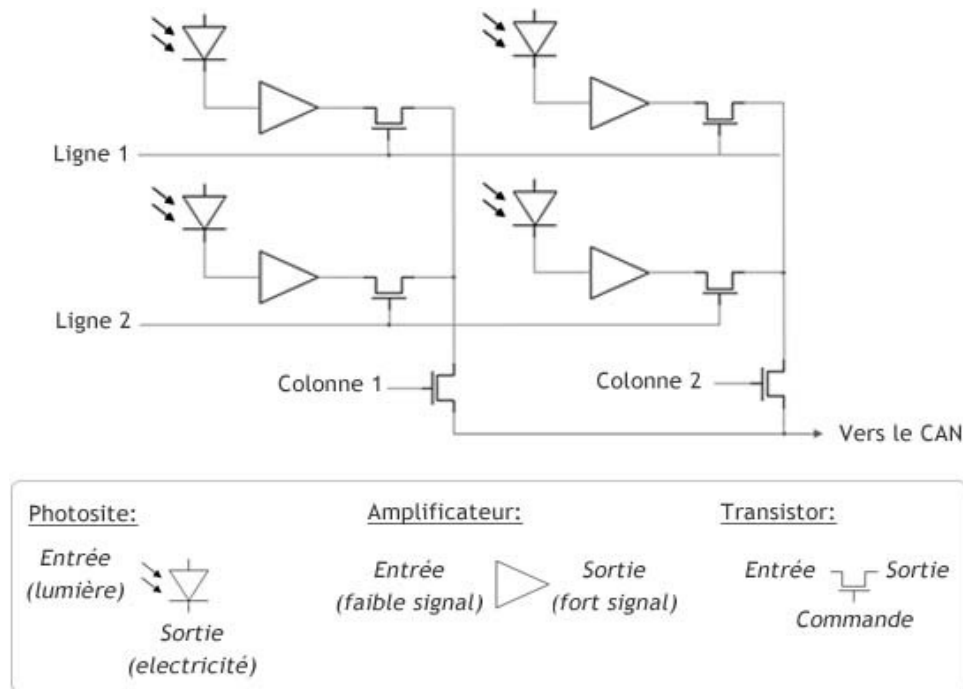 Ligne 1
Ligne 2
Colonne 1
Colonne 2
Vers le CAN
Photosite:
Amplificateur:
Transistor:
Entrée
(lumière)
Sortie
(electricité)
Entrée
(faible signal)
Sortie
(fort signal)
Entrée
Sortie
Commande